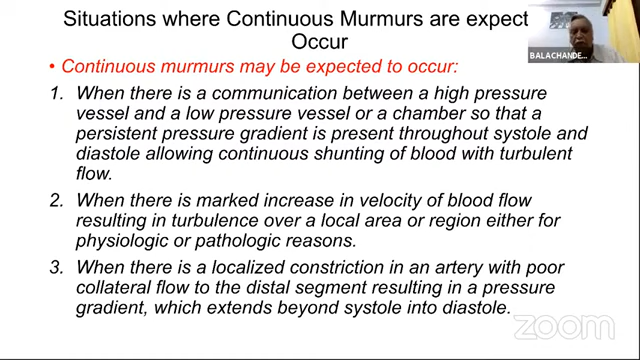 Situations where Continuous Murmurs are expect
Occur
• Continuous murmurs may be expected to occur:
1. When there is a communication between a high pressure
vessel and a low pressure vessel or a chamber so that a
persistent pressure gradient is present throughout systole and
diastole allowing continuous shunting of blood with turbulent
flow.
2. When there is marked increase in velocity of blood flow
resulting in turbulence over a local area or region either for
physiologic or pathologic reasons.
3. When there is a localized constriction in an artery with poor
collateral flow to the distal segment resulting in a pressure
gradient, which extends beyond systole into diastole.
BALACHANDE...
zoom